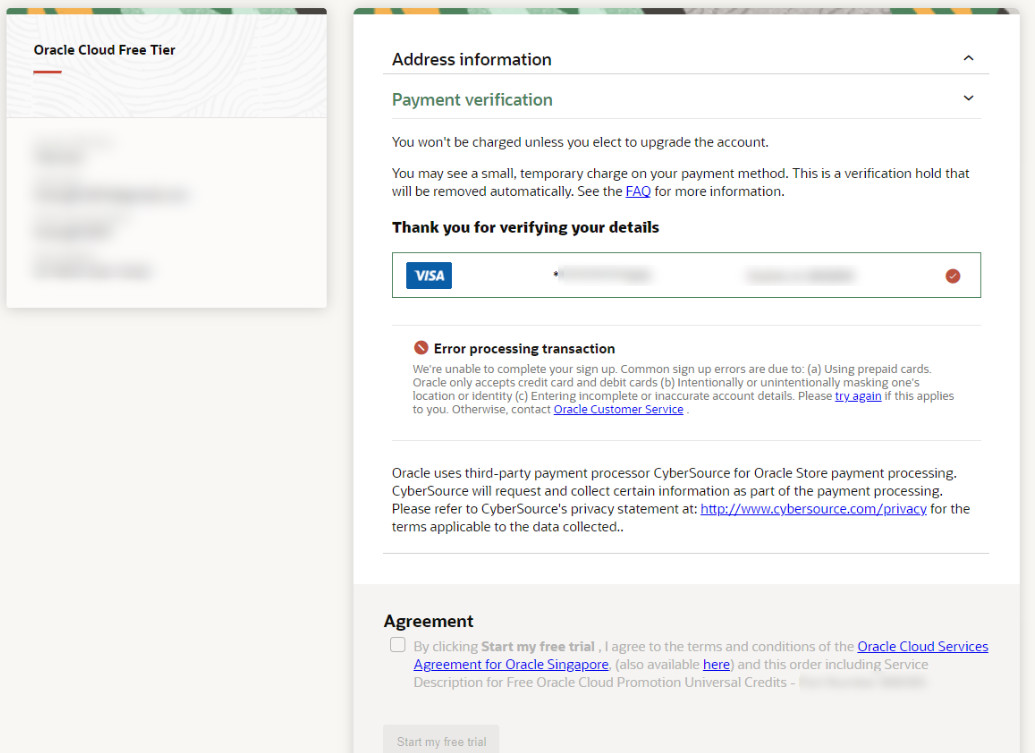 Oracle Cloud Free Tier
Address information
Payment verification
You won't be charged unless you elect to upgrade the account.
You may see a small, temporary charge on your payment method. This is a verification hold that
will be removed automatically. See the FAQ for more information.
Thank you for verifying your details
VISA
*
Error processing transaction
We're unable to complete your sign up. Common sign up errors are due to: (a) Using prepaid cards.
Oracle only accepts credit card and debit cards (b) Intentionally or unintentionally masking one's
location or identity (c) Entering incomplete or inaccurate account details. Please try again if this applies
to you. Otherwise, contact Oracle Customer Service .
Oracle uses third-party payment processor CyberSource for Oracle Store payment processing.
CyberSource will request and collect certain information as part of the payment processing.
Please refer to CyberSource's privacy statement at: http://www.cybersource.com/privacy for the
terms applicable to the data collected..
Agreement
By clicking Start my free trial , I agree to the terms and conditions of the Oracle Cloud Services
Agreement for Oracle Singapore, (also available here) and this order including Service
Description for Free Oracle Cloud Promotion Universal Credits -
Start my free trial